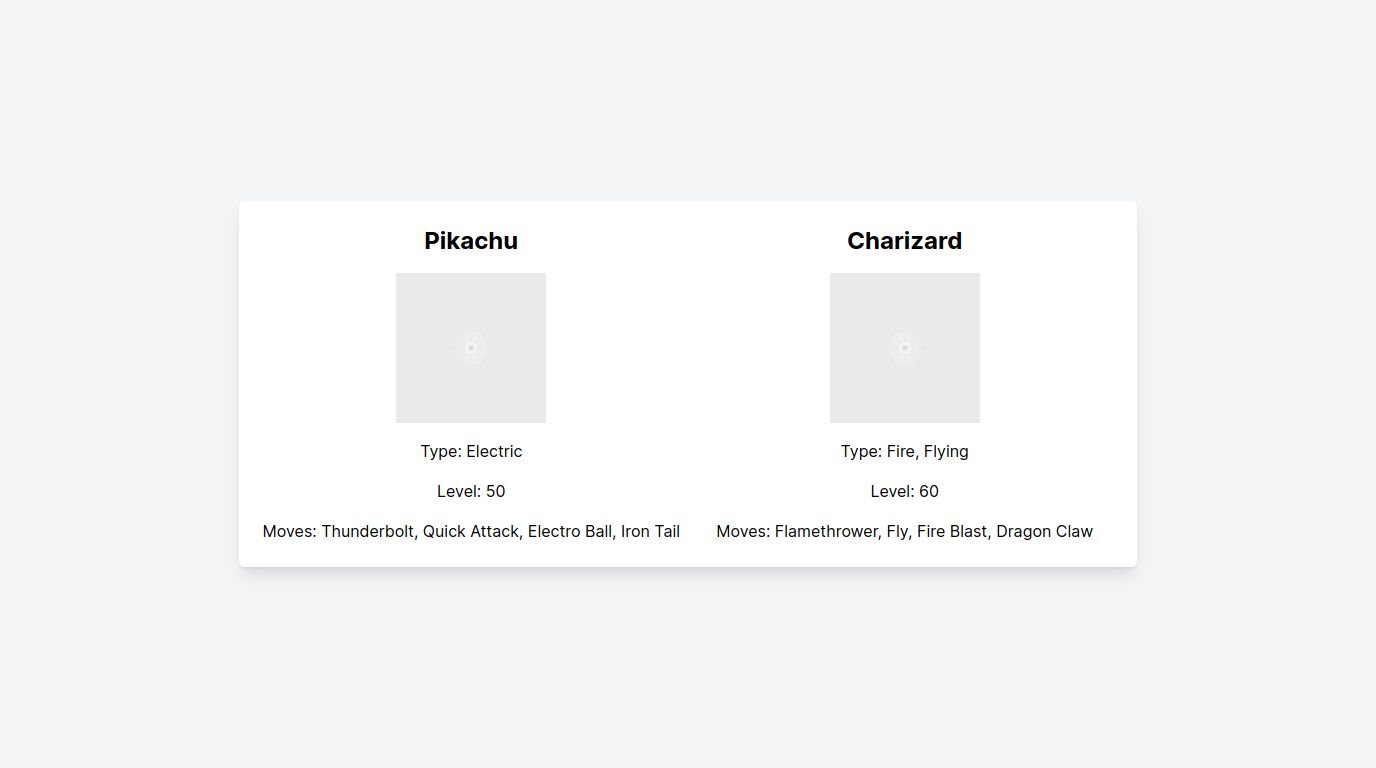 Pikachu
Type: Electric
Level: 50
Moves: Thunderbolt, Quick Attack, Electro Ball, Iron Tail
Charizard
Type: Fire, Flying
Level: 60
Moves: Flamethrower, Fly, Fire Blast, Dragon Claw